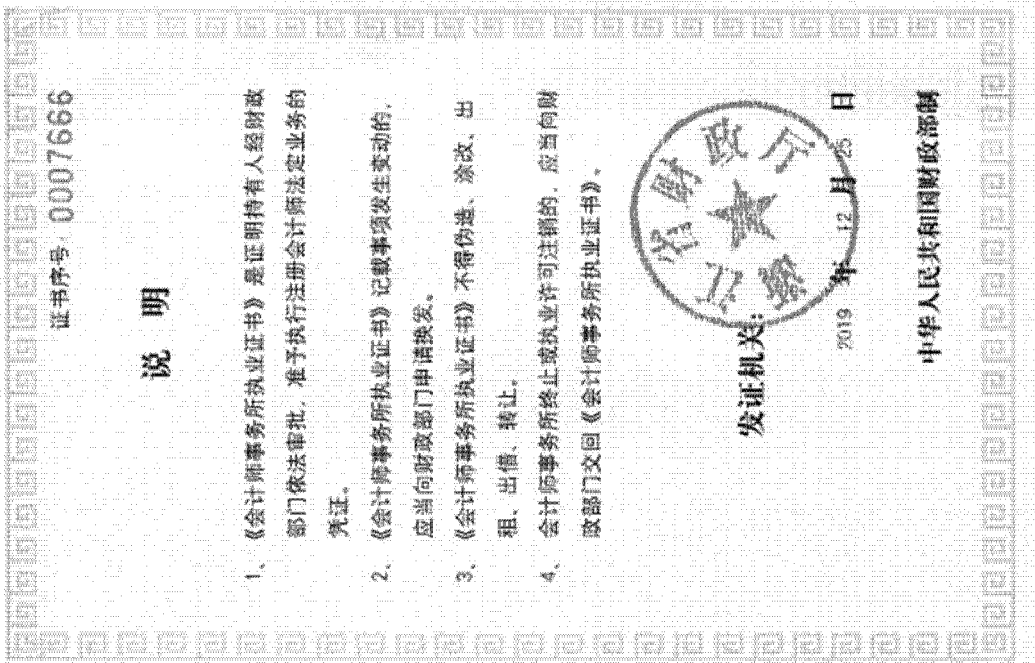 证书序号:0007666
说 明
1、《会计师事务所执业证书》是证明持有人经财政
部门依法审批，准予执行注册会计师法定业务的
凭证。
2、《会计师事务所执业证书》记载事项发生变动的，
应当向财政部门申请换发。
3、《会计师事务所执业证书》不得伪造、涂改、出
租、出借、转让。
4、会计师事务所终止或执业许可注销的，应当向财
政部门交回《会计师事务所执业证书》。
发证机关：
江苏省财政厅
2019 年 12 月 25 日
中华人民共和国财政部制